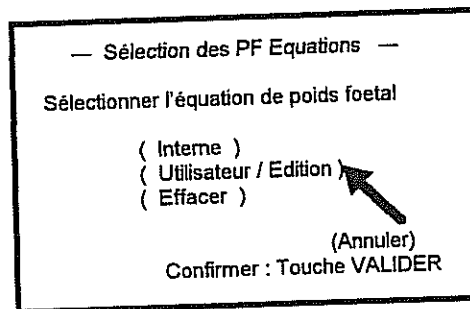 — Sélection des PF Equations —
Sélectionner l'équation de poids foetal
( Interne )
( Utilisateur / Edition )
( Effacer )
(Annuler)
Confirmer : Touche VALIDER